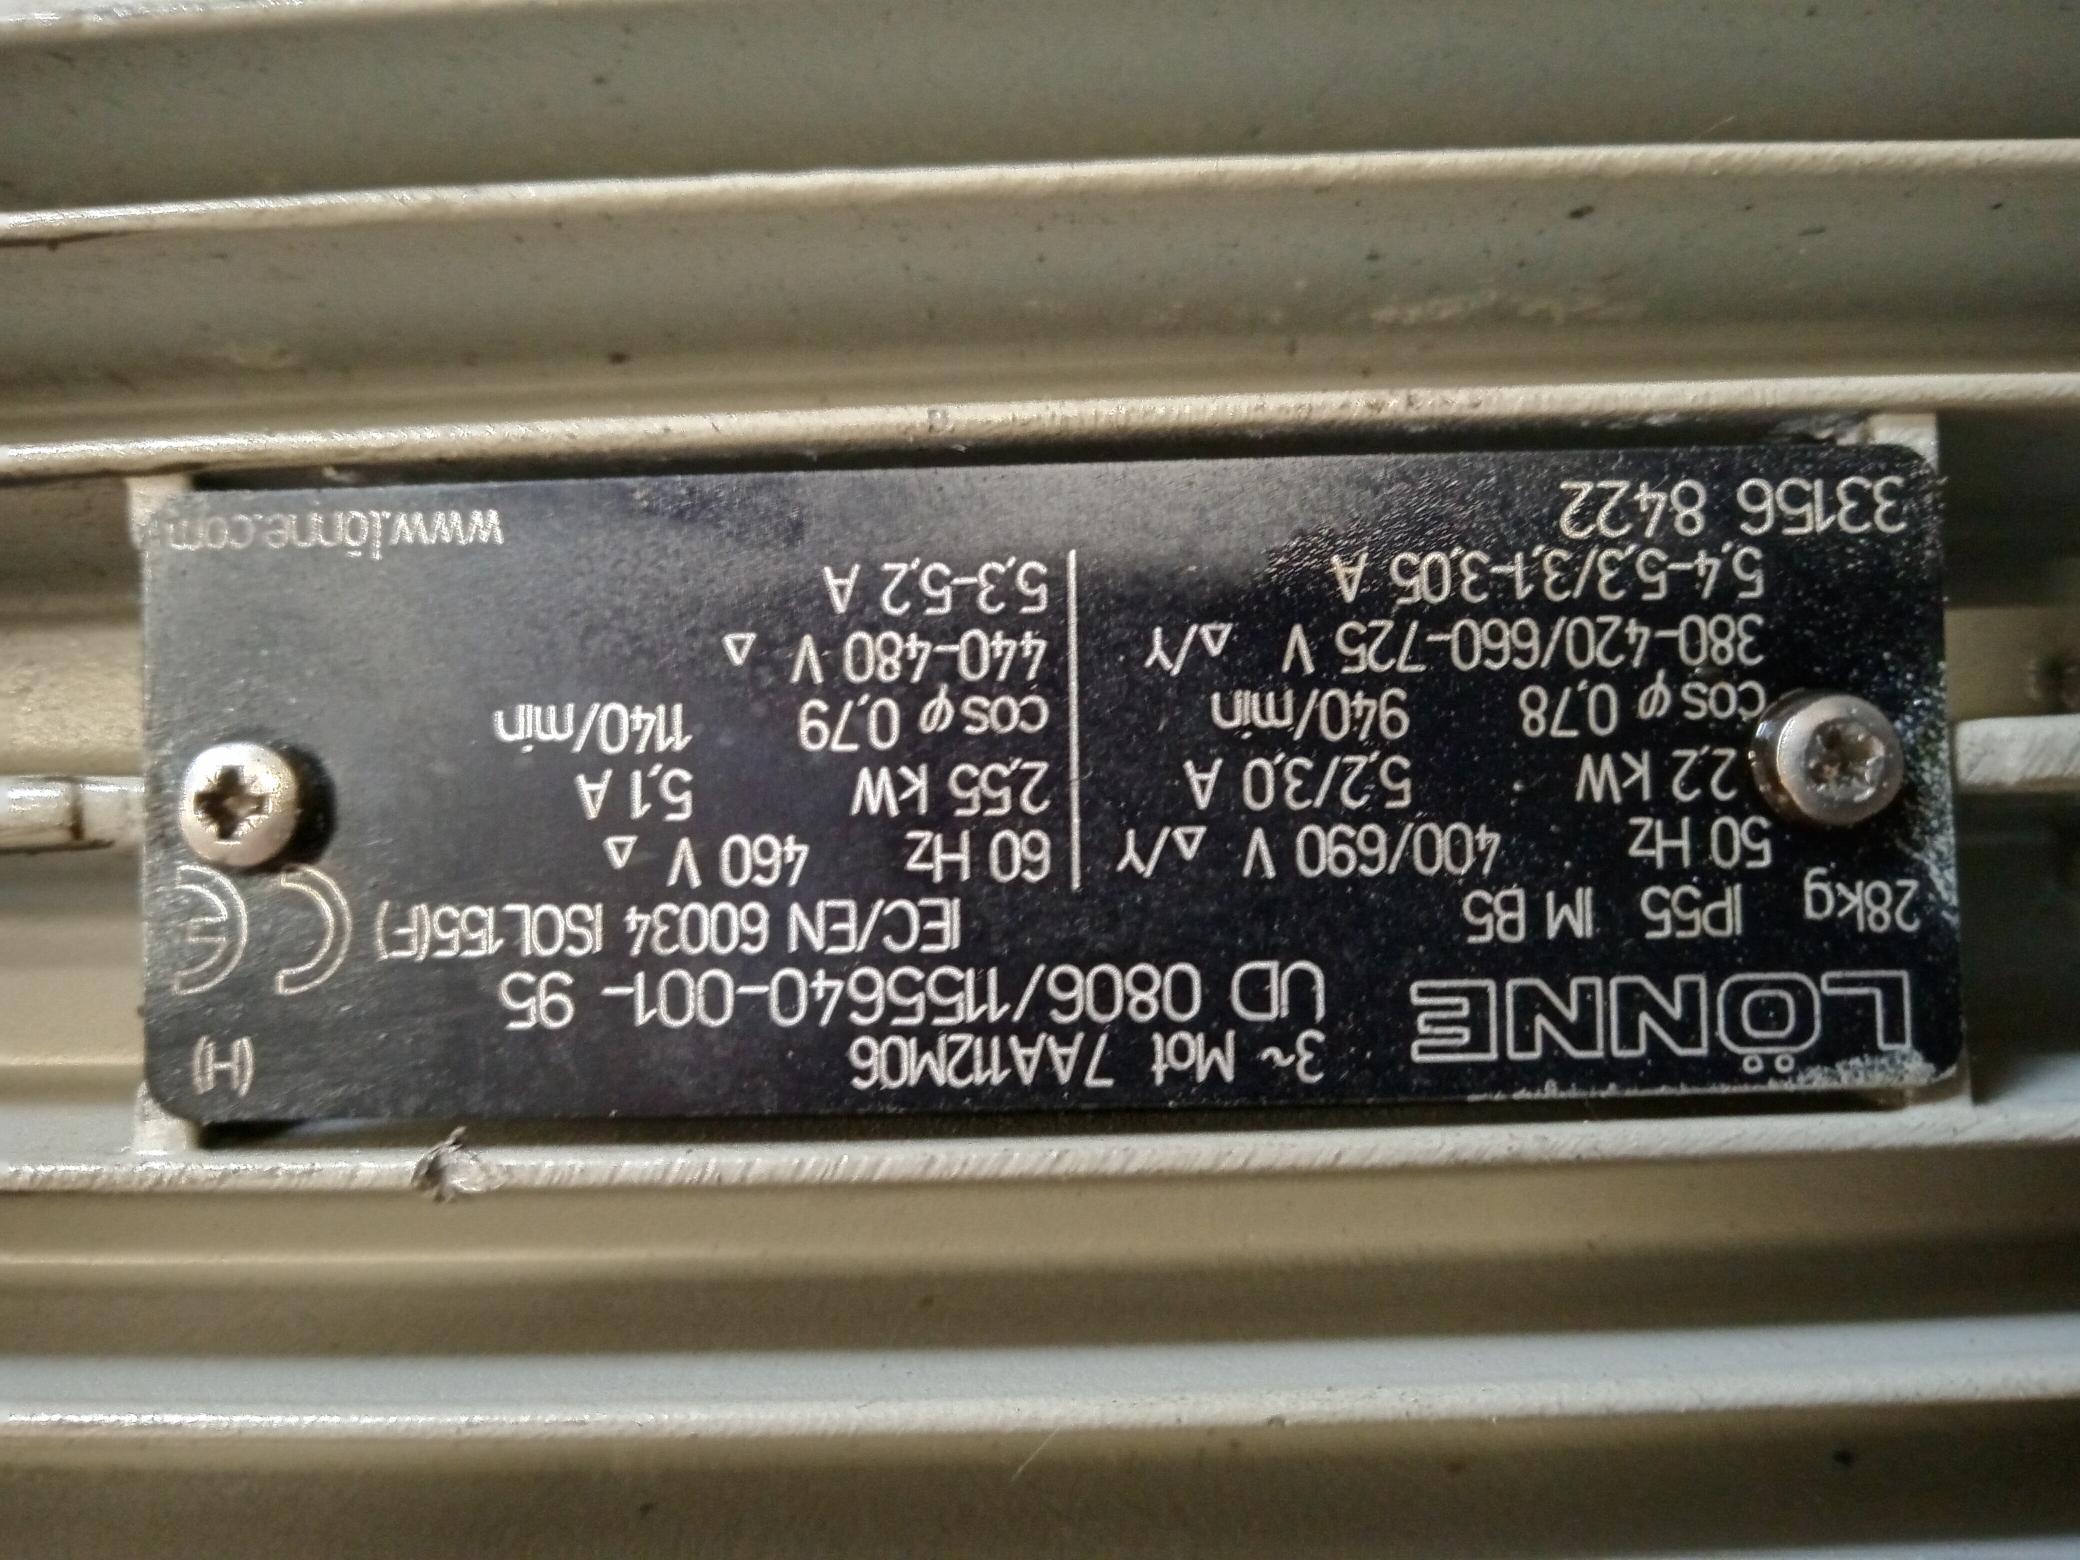 3~ Mot 7AA112M06 (H)
LÖNNE UD 0806/1155640-001-95
28kg IP55 IM B5 IEC/EN 60034 ISOL155(F) CE
50 Hz 400/690 V Δ/Y 60 Hz 460 V Δ
2,2 kW 5,2/3,0 A 2,55 kW 5,1 A
cos φ 0,78 940/min cos φ 0,79 1140/min
380-420/660-725 V Δ/Y 440-480 V Δ
5,4-5,3/3,1-3,05 A 5,3-5,2 A
33156 8422 www.lönne.com